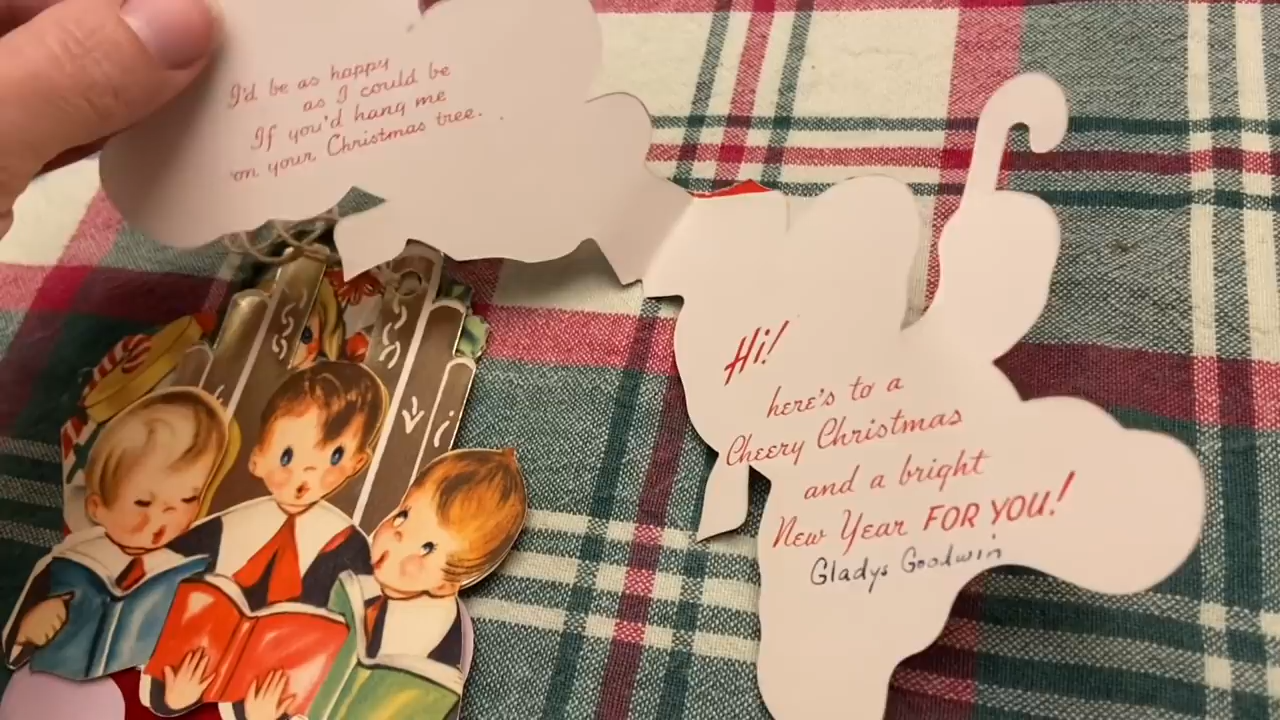 I'd be as happy
as I could be
If you'd hang me
on your Christmas tree.
Hi!
here's to a
Cheery Christmas
and a bright
New Year FOR YOU!
Gladys Goodwin